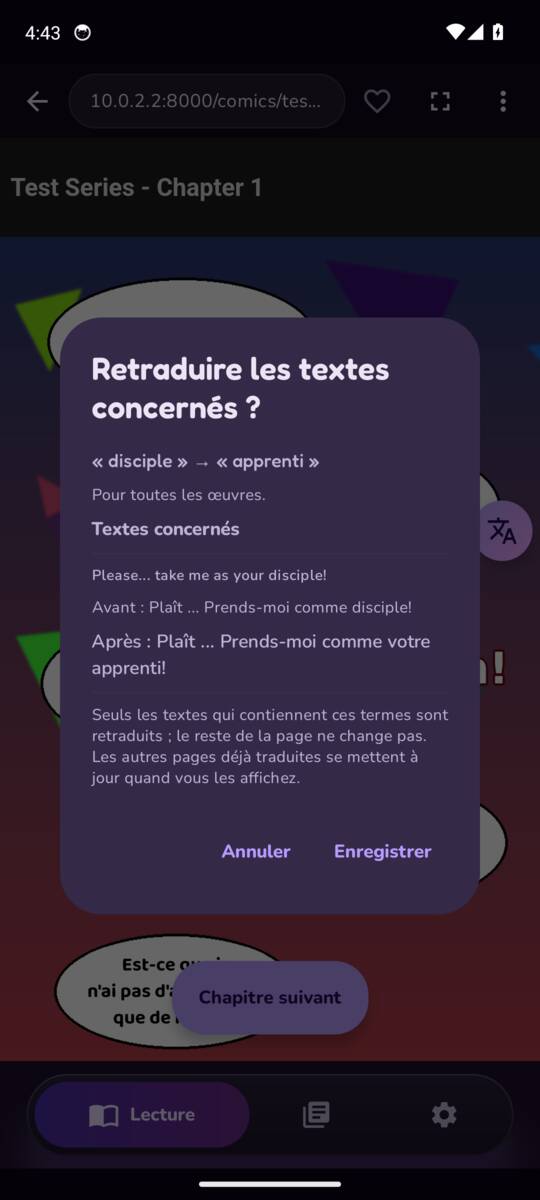 4:43
10.0.2.2:8000/comics/tes...
Test Series - Chapter 1
Retraduire les textes
concernés ?
« disciple » → « apprenti »
Pour toutes les œuvres.
Textes concernés
Please... take me as your disciple!
Avant : Plaît ... Prends-moi comme disciple!
Après : Plaît ... Prends-moi comme votre
apprenti!
Seuls les textes qui contiennent ces termes sont
retraduits ; le reste de la page ne change pas.
Les autres pages déjà traduites se mettent à
jour quand vous les affichez.
Annuler
Enregistrer
Est-ce
n'ai pas
que de
Chapitre suivant
Lecture